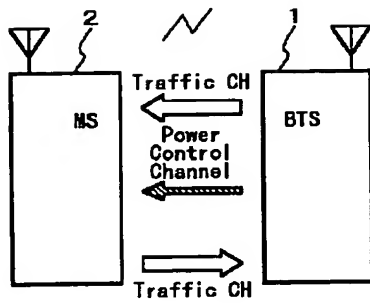 2
1
Traffic CH
MS
BTS
Power
Control
Channel
Traffic CH